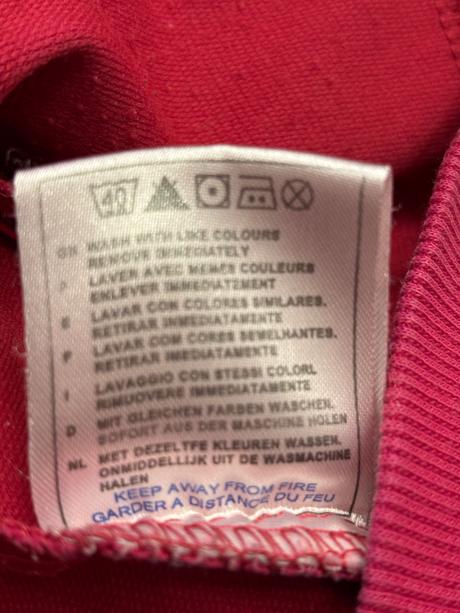 40
GN WASH WITH LIKE COLOURS
REMOVE IMMEDIATELY
F LAVER AVEC MEMES COULEURS
ENLEVER IMMEDIATEMENT
E LAVAR CON COLORES SIMILARES.
RETIRAR INMEDIATAMENTE
P LAVAR COM CORES SEMELHANTES.
RETIRAR IMEDIATAMENTE
I LAVAGGIO CON STESSI COLORI.
RIMUOVERE IMMEDIATAMENTE
D MIT GLEICHEN FARBEN WASCHEN.
SOFORT AUS DER MASCHINE HOLEN
NL MET DEZELFDE KLEUREN WASSEN.
ONMIDDELLIJK UIT DE WASMACHINE
HALEN
KEEP AWAY FROM FIRE
GARDER A DISTANCE DU FEU